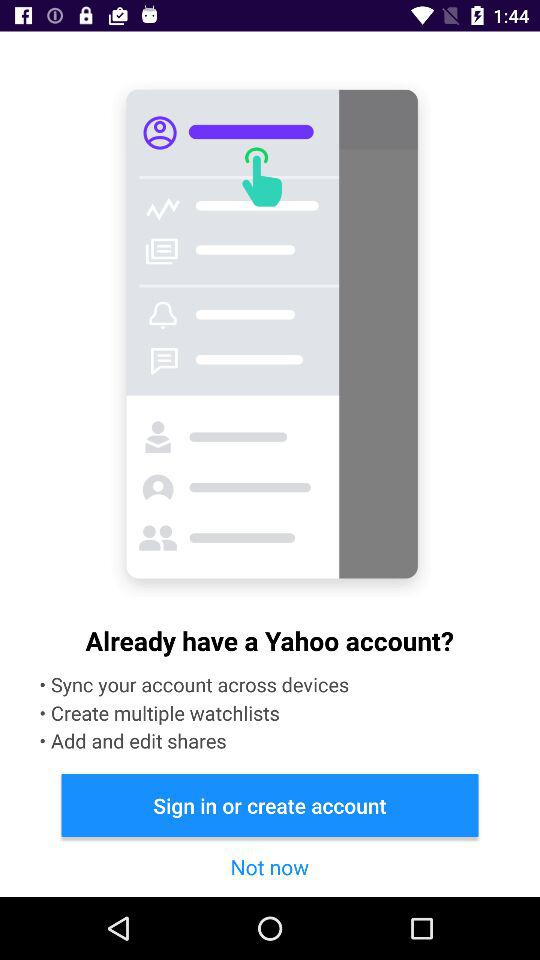 1:44
Already have a Yahoo account?
• Sync your account across devices
• Create multiple watchlists
• Add and edit shares
Sign in or create account
Not now